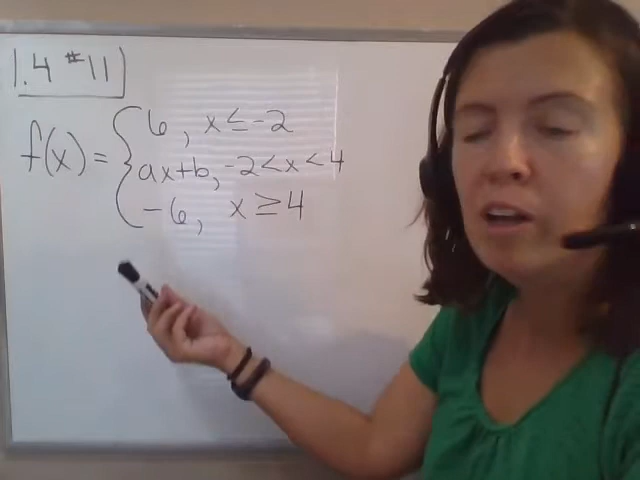 1.4 #11
f(x) = { 6, x ≤ -2
ax+b, -2 < x < 4
-6, x ≥ 4